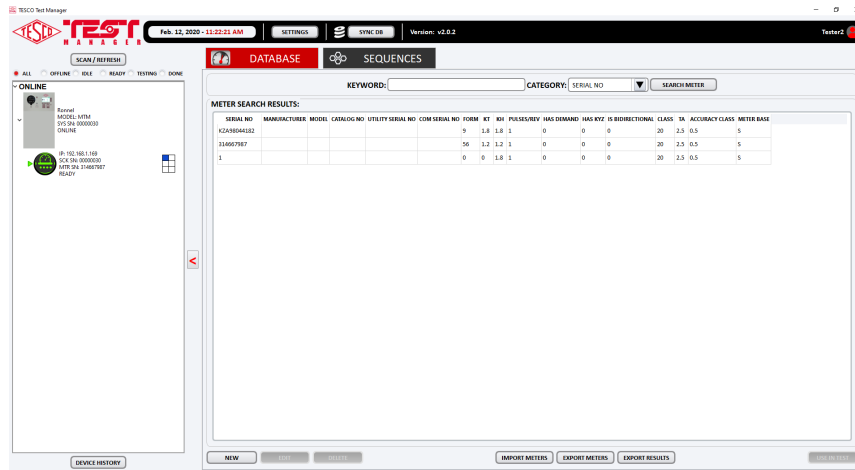 TESCO Test Manager
TESCO TEST MANAGER
Feb. 12, 2020 - 11:22:21 AM
SETTINGS
SYNC DB
Version: v2.0.2
Tester2
SCAN / REFRESH
ALL OFFLINE IDLE READY TESTING DONE
ONLINE
Ronnel
MODEL: MTM
SYS SN: 00000030
ONLINE
IP: 192.168.1.169
SCK SN: 00000030
MTR SN: 314667987
READY
DEVICE HISTORY
<
DATABASE
SEQUENCES
KEYWORD:
CATEGORY: SERIAL NO
SEARCH METER
METER SEARCH RESULTS:
SERIAL NO MANUFACTURER MODEL CATALOG NO UTILITY SERIAL NO COM SERIAL NO FORM KT KH PULSES/REV HAS DEMAND HAS KYZ IS BIDIRECTIONAL CLASS TA ACCURACY CLASS METER BASE
KZA98044182 9 1.8 1.8 1 0 0 0 20 2.5 0.5 S
314667987 56 1.2 1.2 1 0 0 0 20 2.5 0.5 S
1 0 0 1.8 1 0 0 0 20 2.5 0.5 S
NEW
EDIT
DELETE
IMPORT METERS
EXPORT METERS
EXPORT RESULTS
USE IN TEST